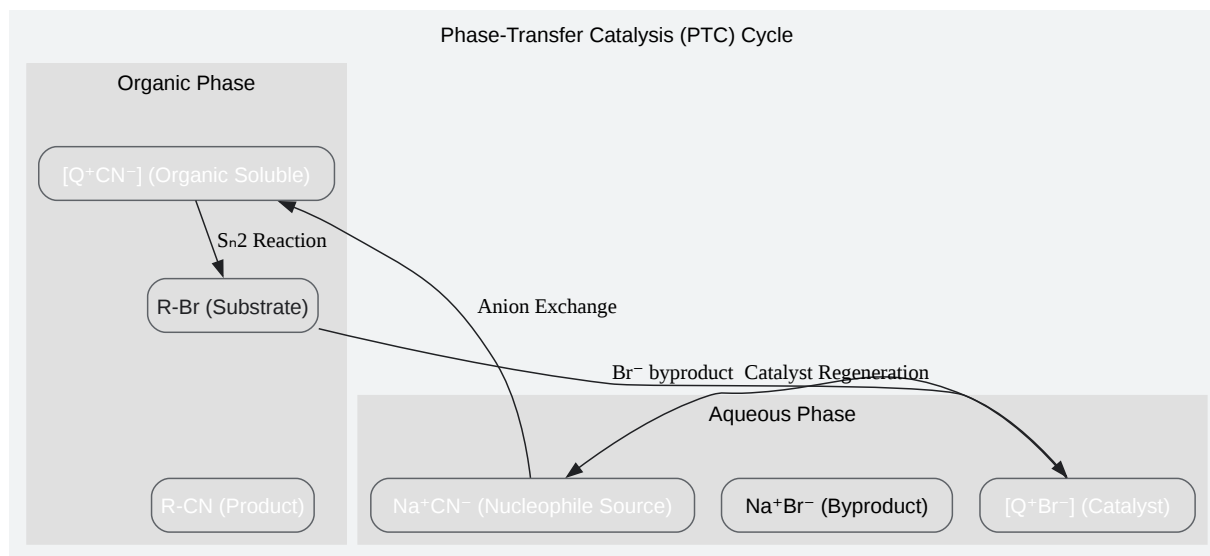 Phase-Transfer Catalysis (PTC) Cycle
Organic Phase
[Q⁺CN⁻] (Organic Soluble)
Sₙ2 Reaction
R-Br (Substrate)
Anion Exchange
Br⁻ byproduct
Catalyst Regeneration
Aqueous Phase
R-CN (Product)
Na⁺CN⁻ (Nucleophile Source)
Na⁺Br⁻ (Byproduct)
[Q⁺Br⁻] (Catalyst)